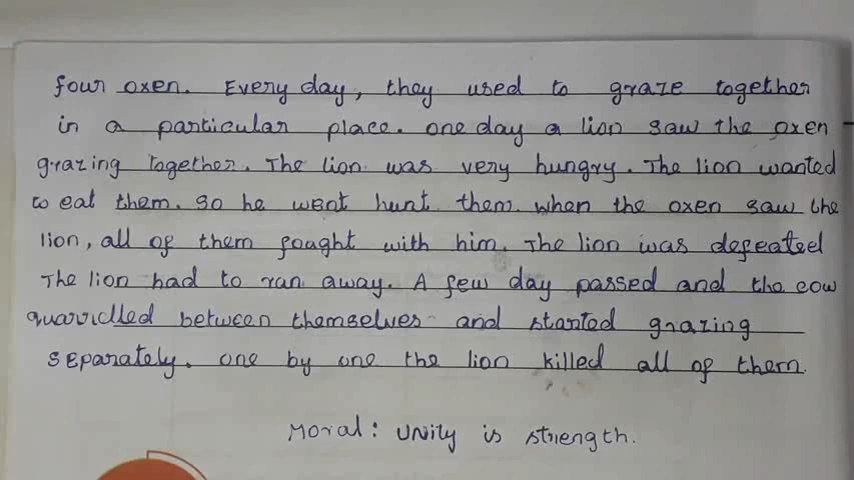 four oxen. Every day, they used to graze together
in a particular place. one day a lion saw the oxen
grazing together. The lion was very hungry. The lion wanted
to eat them. so he went hunt them. when the oxen saw the
lion, all of them fought with him. The lion was defeated
The lion had to ran away. A few day passed and the cow
quarrielled between themselves and started grazing
separately. one by one the lion killed all of them.
Moral: Unity is strength.